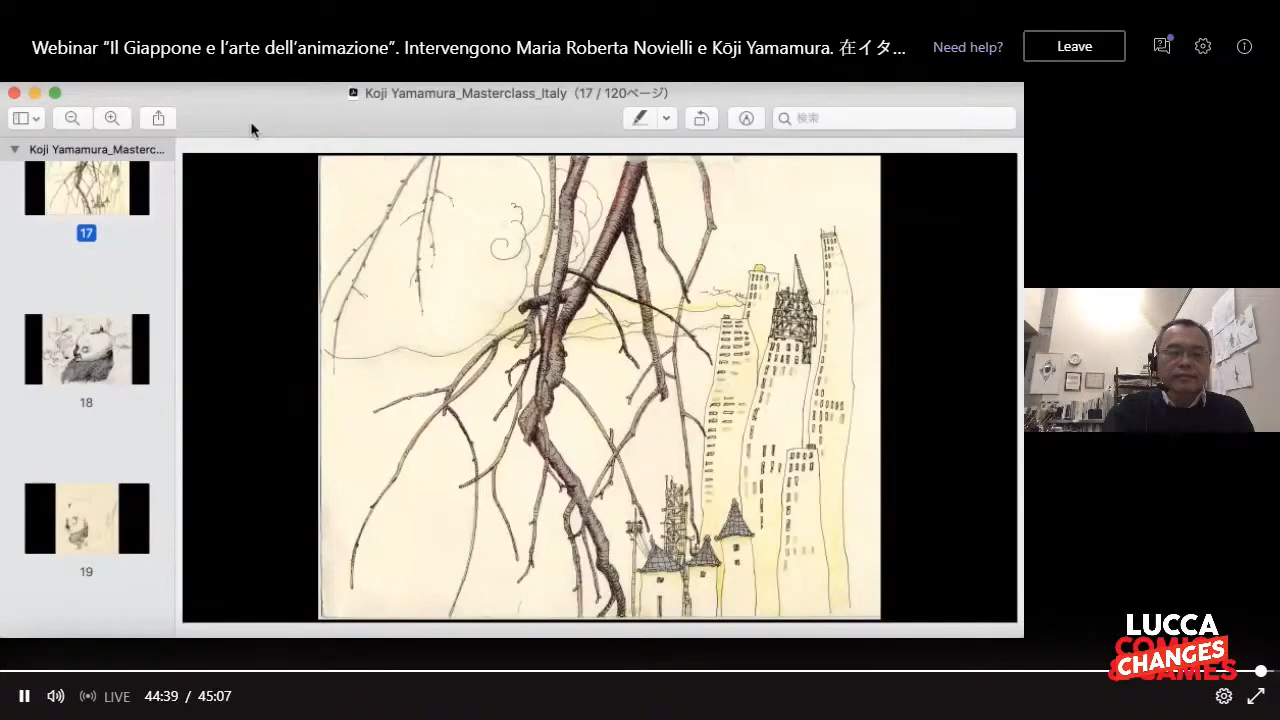 Webinar "Il Giappone e l'arte dell'animazione". Intervengono Maria Roberta Novielli e Kōji Yamamura. 在イタ...
Need help?
Leave
Koji Yamamura_Masterclass_Italy（17 / 120ページ）
検索
Koji Yamamura_Masterc...
17
18
19
LUCCA
COMICS
CHANGES
& GAMES
LIVE
44:39 / 45:07